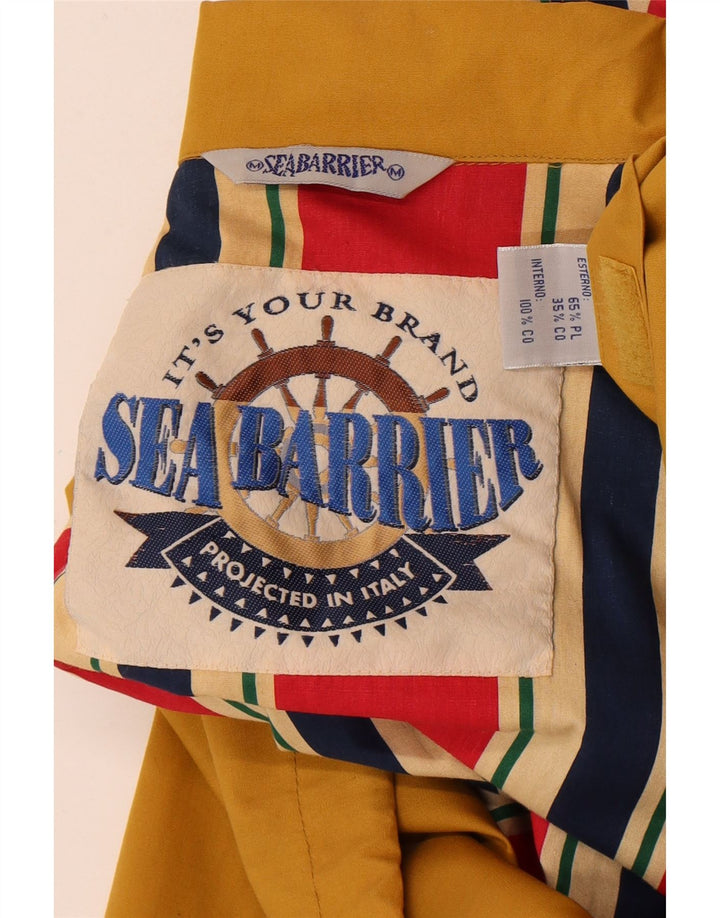 M SEABARRIER M
IT'S YOUR BRAND
SEA BARRIER
PROJECTED IN ITALY
ESTERNO: 65% PL
35% CO
INTERNO: 100% CO